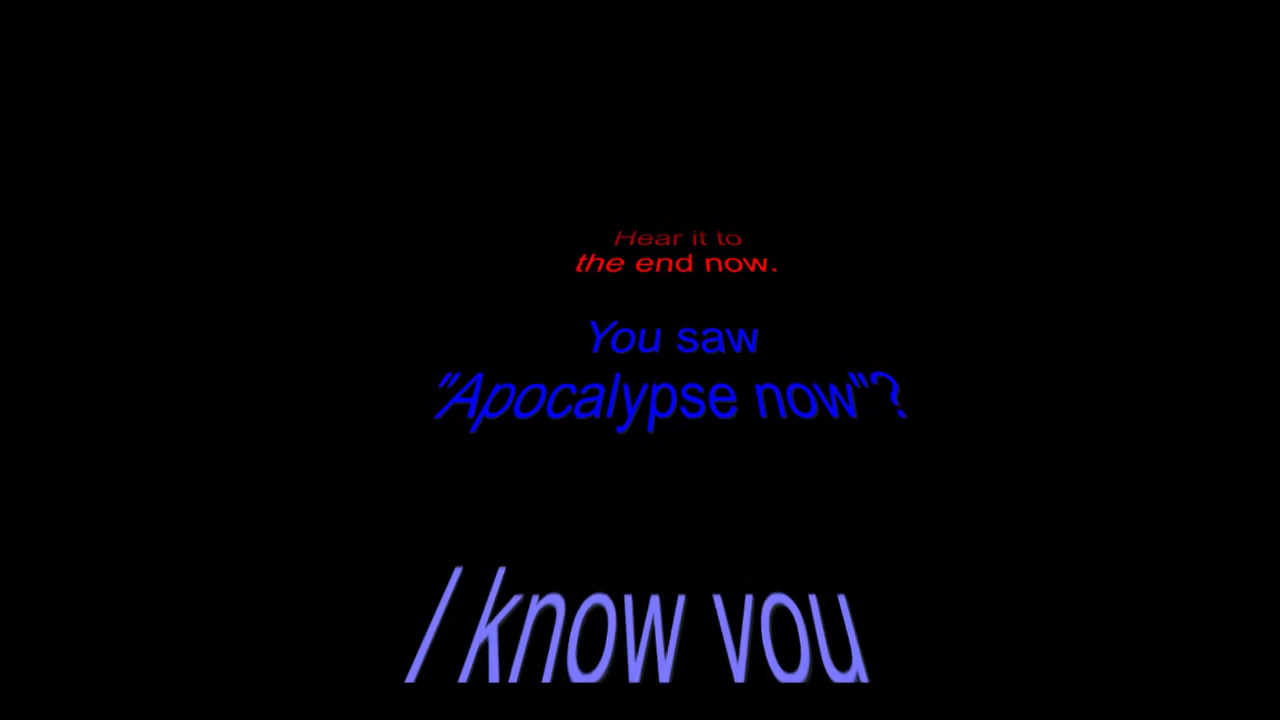 Hear it to
the end now.
You saw
"Apocalypse now"?
I know you